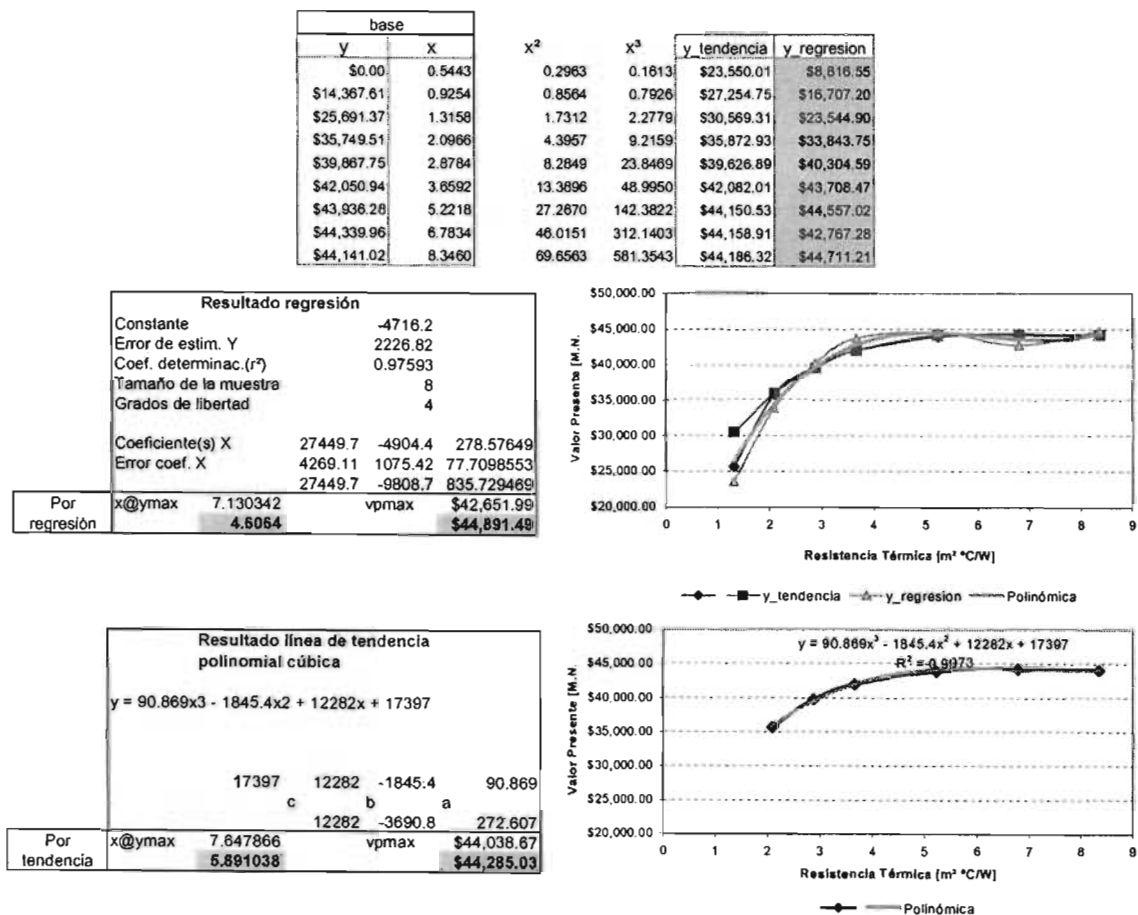 base
y x x² x³ y_tendencia y_regresion
$0.00 0.5443 0.2963 0.1613 $23,550.01 $8,816.55
$14,367.61 0.9254 0.8564 0.7926 $27,254.75 $16,707.20
$25,691.37 1.3158 1.7312 2.2779 $30,569.31 $23,544.90
$35,749.51 2.0966 4.3957 9.2159 $35,872.93 $33,843.75
$39,867.75 2.8784 8.2849 23.8469 $39,626.89 $40,304.59
$42,050.94 3.6592 13.3896 48.9950 $42,082.01 $43,708.47
$43,936.28 5.2218 27.2670 142.3822 $44,150.53 $44,557.02
$44,339.96 6.7834 46.0151 312.1403 $44,158.91 $42,767.28
$44,141.02 8.3460 69.6563 581.3543 $44,186.32 $44,711.21
Resultado regresión
Constante -4716.2
Error de estim. Y 2226.82
Coef. determinac.(r²) 0.97593
Tamaño de la muestra 8
Grados de libertad 4
Coeficiente(s) X 27449.7 -4904.4 278.57649
Error coef. X 4269.11 1075.42 77.7098553
27449.7 -9808.7 835.729469
Por regresión x@ymax 7.130342 vpmax $42,651.99
4.6064 $44,891.49
$50,000.00
$45,000.00
$40,000.00
$35,000.00
$30,000.00
$25,000.00
$20,000.00
Valor Presente [M.N.
0 1 2 3 4 5 6 7 8 9
Resistencia Térmica [m² °C/W]
y_tendencia y_regresion Polinómica
Resultado línea de tendencia
polinomial cúbica
y = 90.869x3 - 1845.4x2 + 12282x + 17397
17397 12282 -1845.4 90.869
c b a
12282 -3690.8 272.607
Por tendencia x@ymax 7.647866 vpmax $44,038.67
5.891038 $44,285.03
$50,000.00
$45,000.00
$40,000.00
$35,000.00
$30,000.00
$25,000.00
$20,000.00
Valor Presente [M.N.
y = 90.869x³ - 1845.4x² + 12282x + 17397
R² = 0.9973
0 1 2 3 4 5 6 7 8 9
Resistencia Térmica [m² °C/W]
Polinómica